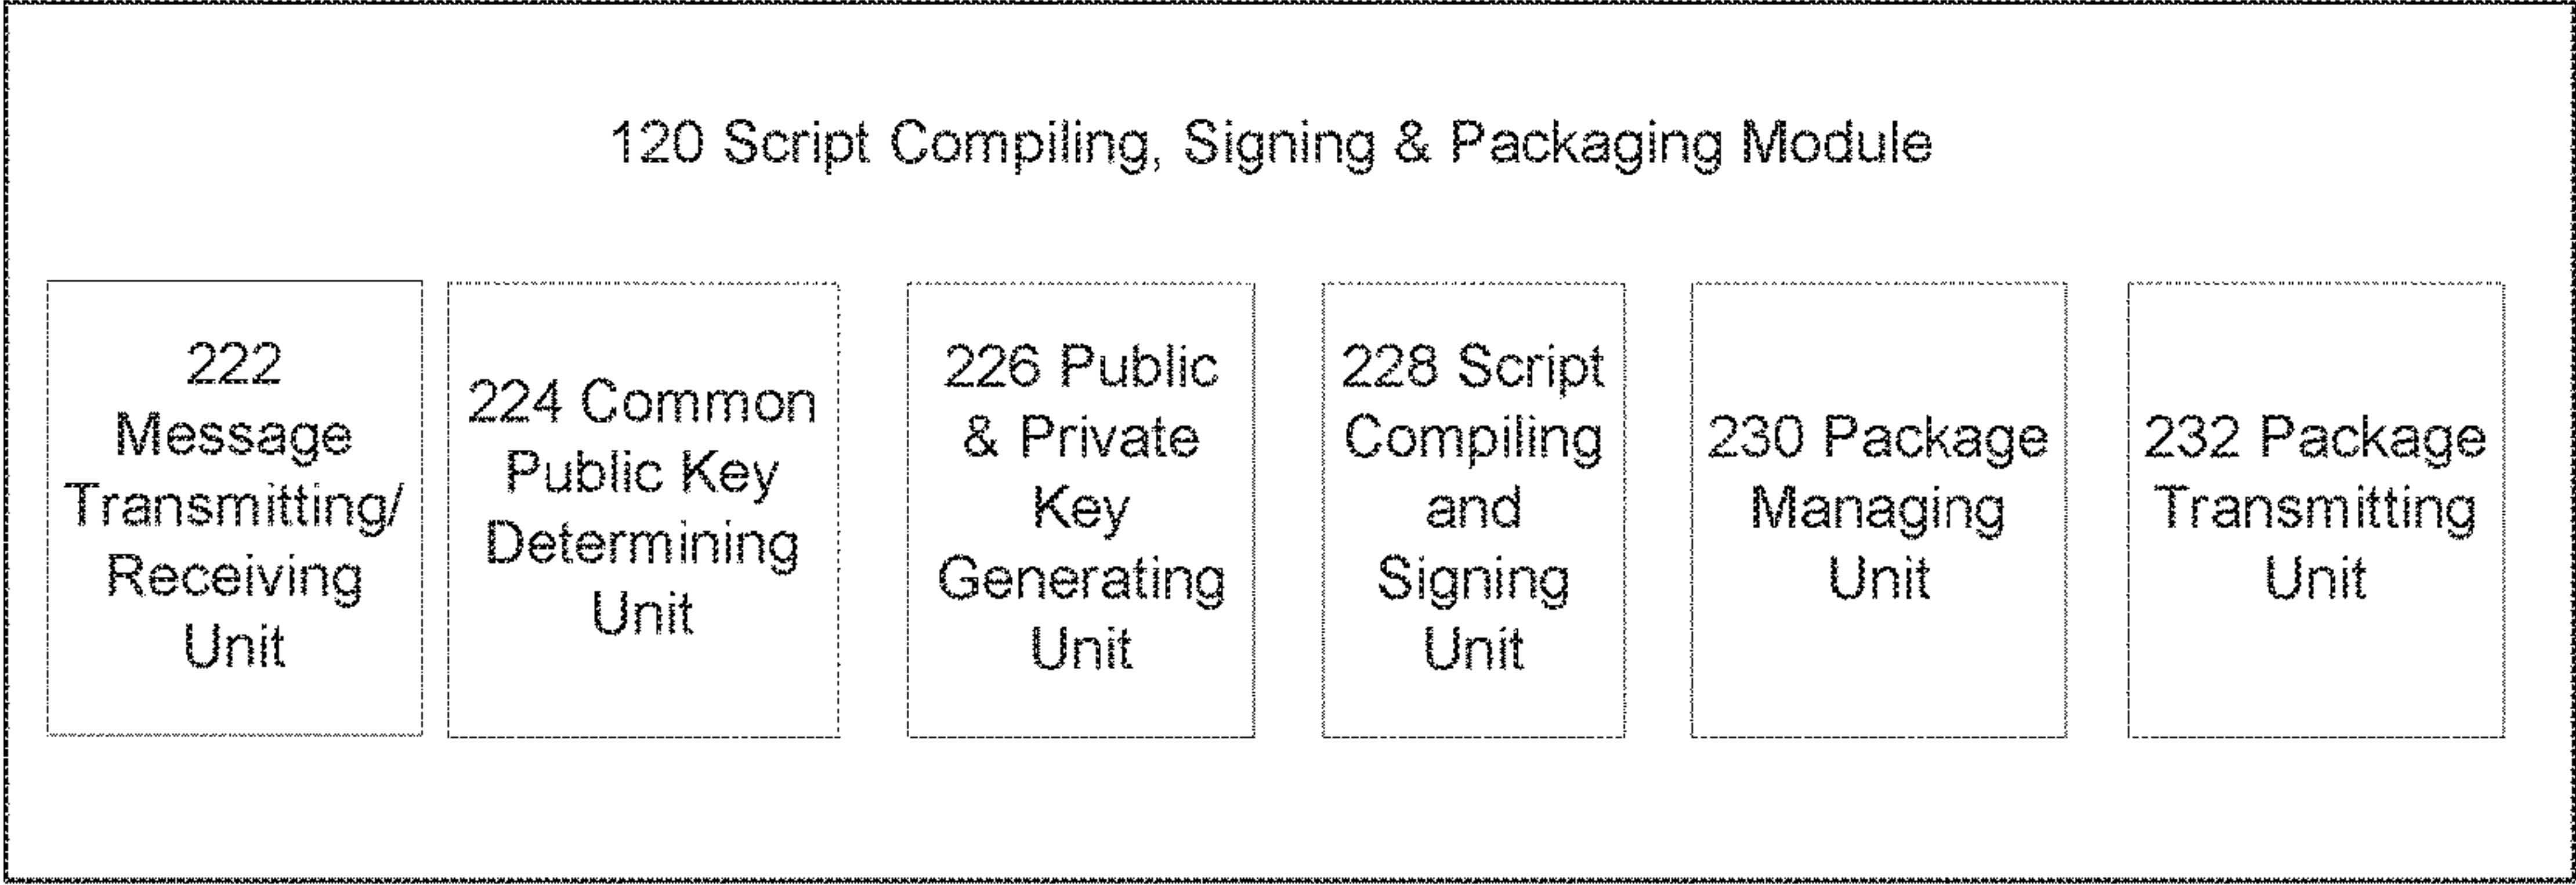 120 Script Compiling, Signing & Packaging Module
222
Message
Transmitting/
Receiving
Unit
224 Common
Public Key
Determining
Unit
226 Public
& Private
Key
Generating
Unit
228 Script
Compiling
and
Signing
Unit
230 Package
Managing
Unit
232 Package
Transmitting
Unit